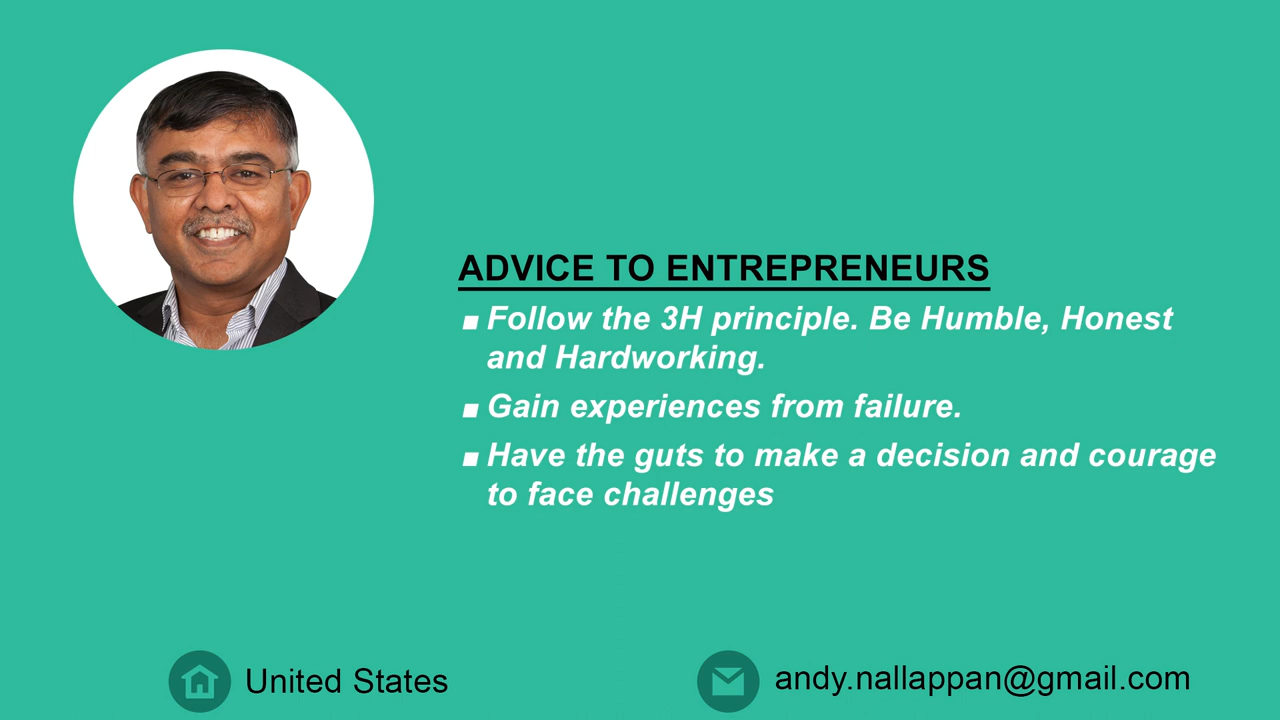 ADVICE TO ENTREPRENEURS
Follow the 3H principle. Be Humble, Honest
and Hardworking.
Gain experiences from failure.
Have the guts to make a decision and courage
to face challenges
United States
andy.nallappan@gmail.com